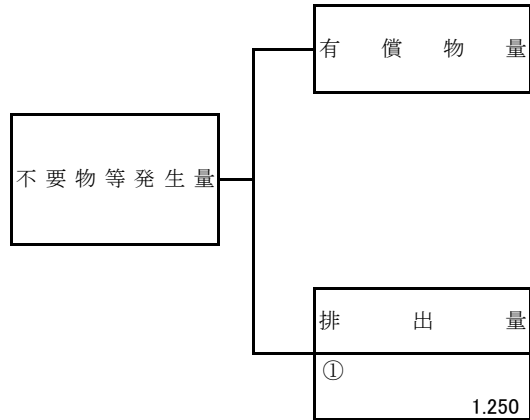 有償物量
不要物等発生量
排出量
①
1.250